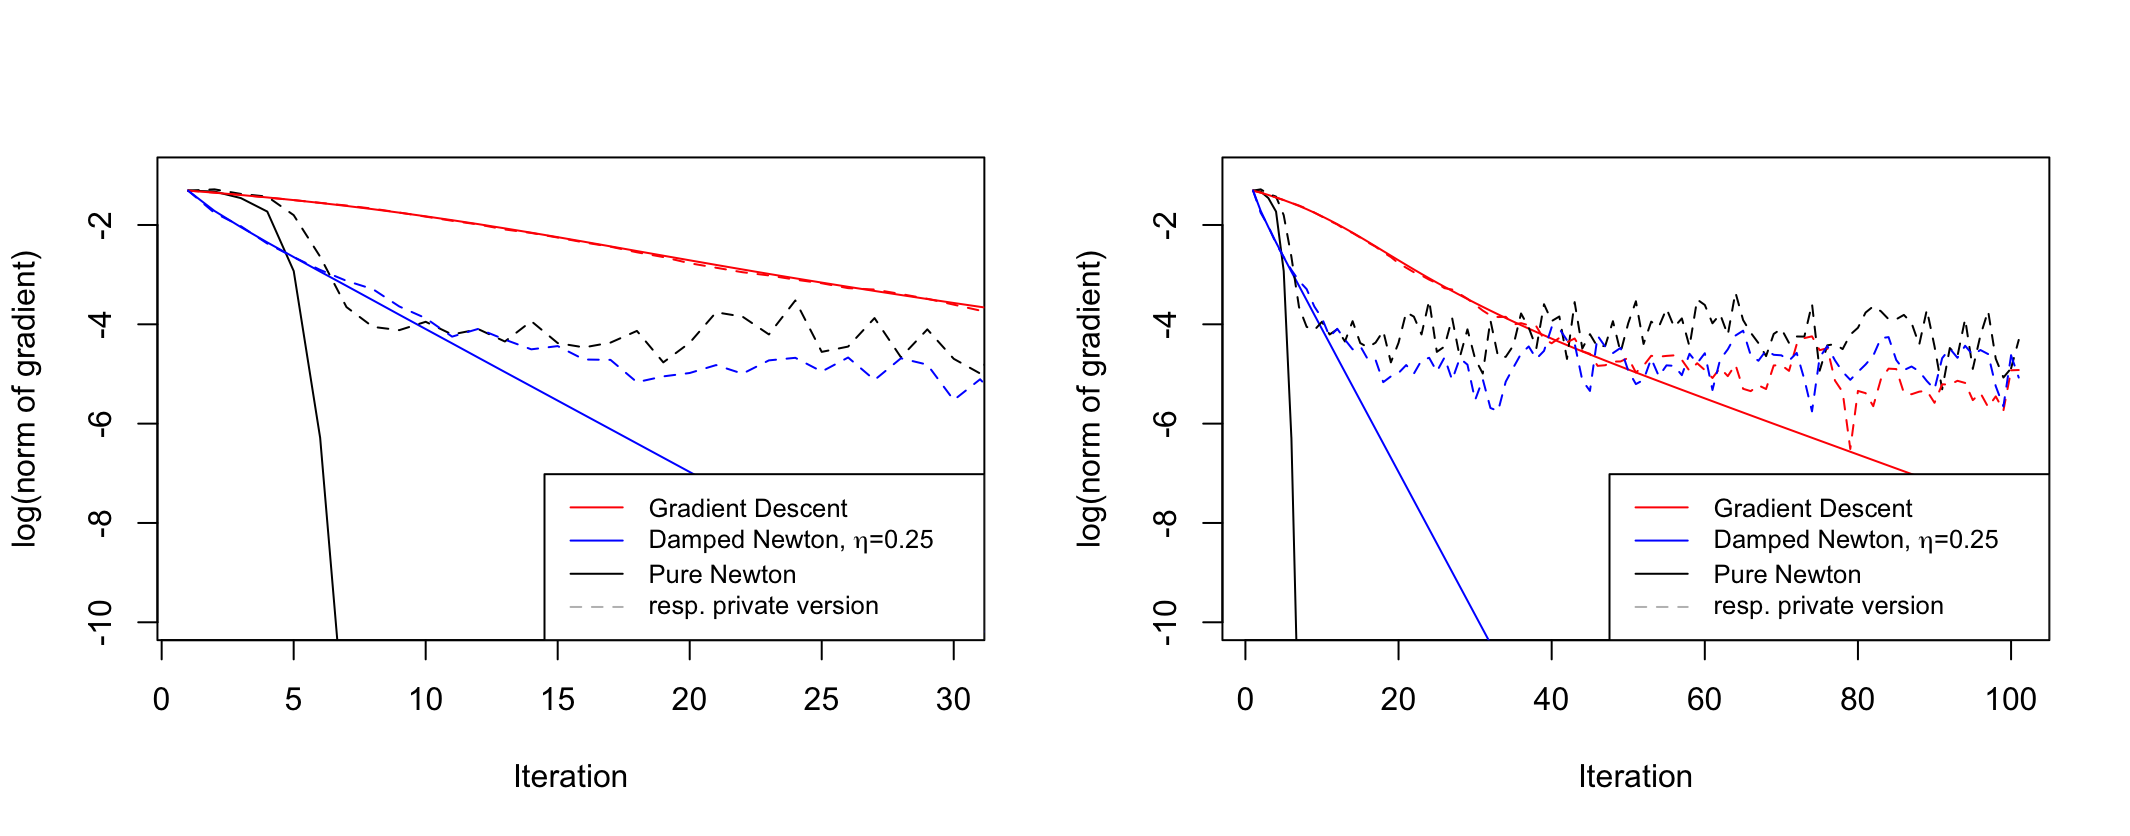 log(norm of gradient)
-2
-4
-6
-8
-10
Gradient Descent
Damped Newton, η=0.25
Pure Newton
resp. private version
0 5 10 15 20 25 30
Iteration
log(norm of gradient)
-2
-4
-6
-8
-10
Gradient Descent
Damped Newton, η=0.25
Pure Newton
resp. private version
0 20 40 60 80 100
Iteration